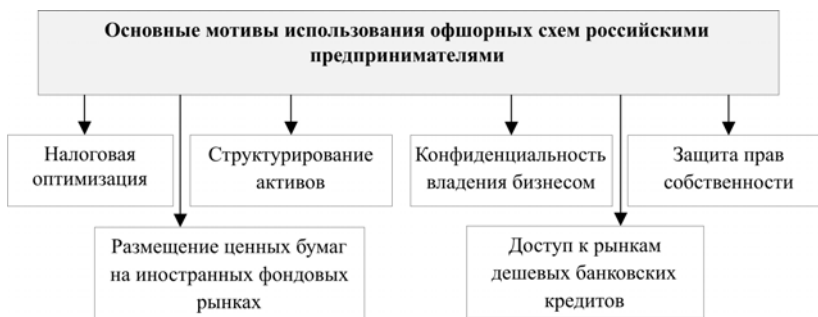 Основные мотивы использования офшорных схем российскими
предпринимателями
Налоговая
оптимизация
Структурирование
активов
Конфиденциальность
владения бизнесом
Защита прав
собственности
Размещение ценных бумаг
на иностранных фондовых
рынках
Доступ к рынкам
дешевых банковских
кредитов